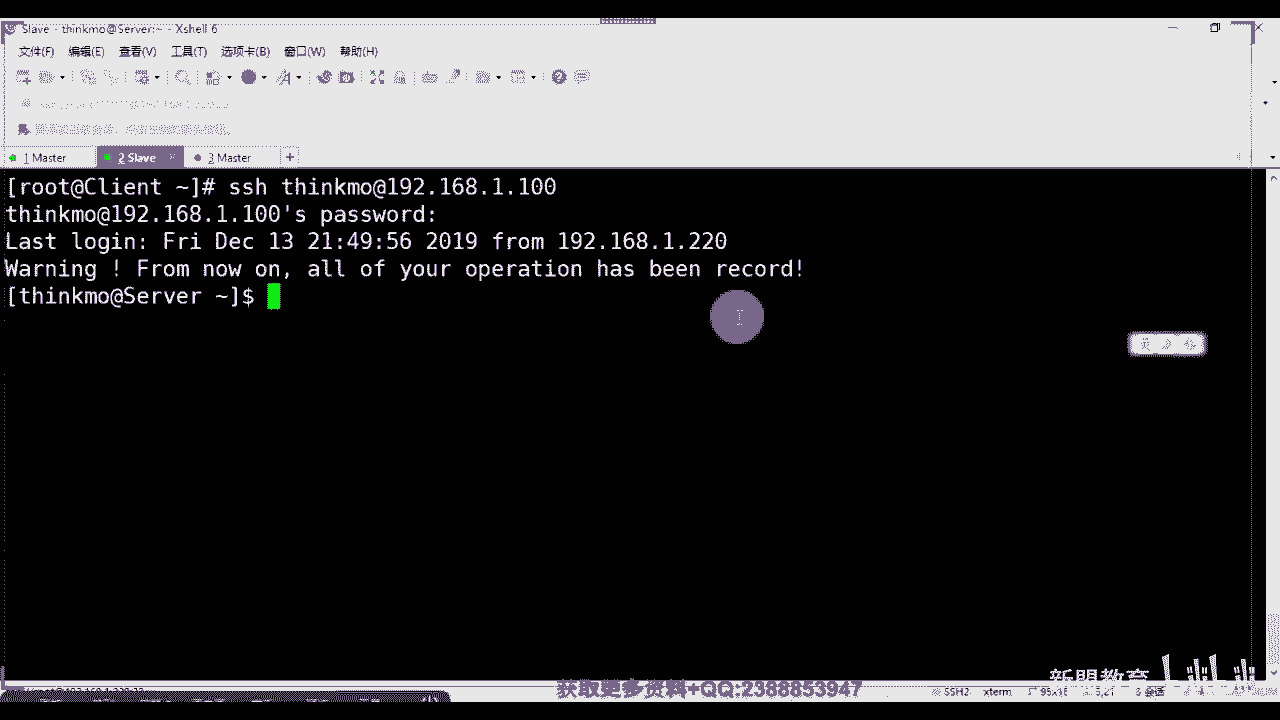 Slave - thinkmo@Server:~ - Xshell 6
文件(F) 编辑(E) 查看(V) 工具(T) 选项卡(B) 窗口(W) 帮助(H)
1 Master 2 Slave × 3 Master +
[root@Client ~]# ssh thinkmo@192.168.1.100
thinkmo@192.168.1.100's password:
Last login: Fri Dec 13 21:49:56 2019 from 192.168.1.220
Warning ! From now on, all of your operation has been record!
[thinkmo@Server ~]$
英
新盟教育
获取更多资料+QQ:2388853947
SSH2 xterm